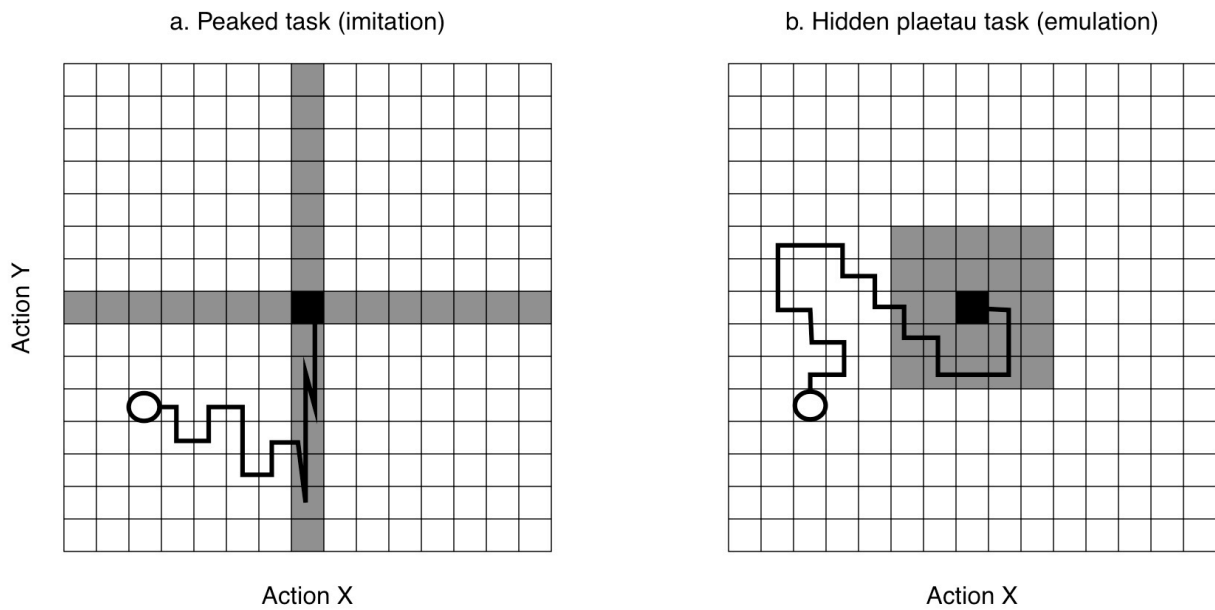 a. Peaked task (imitation)
b. Hidden plaetau task (emulation)
Action Y
Action X
Action X